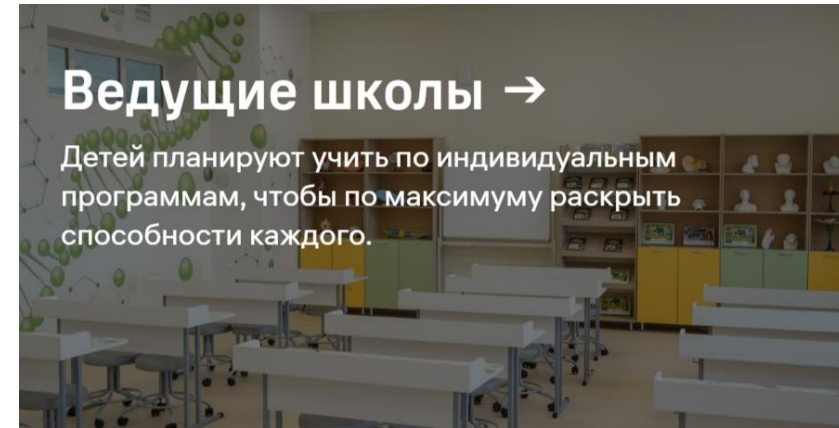 Ведущие школы →
Детей планируют учить по индивидуальным
программам, чтобы по максимуму раскрыть
способности каждого.